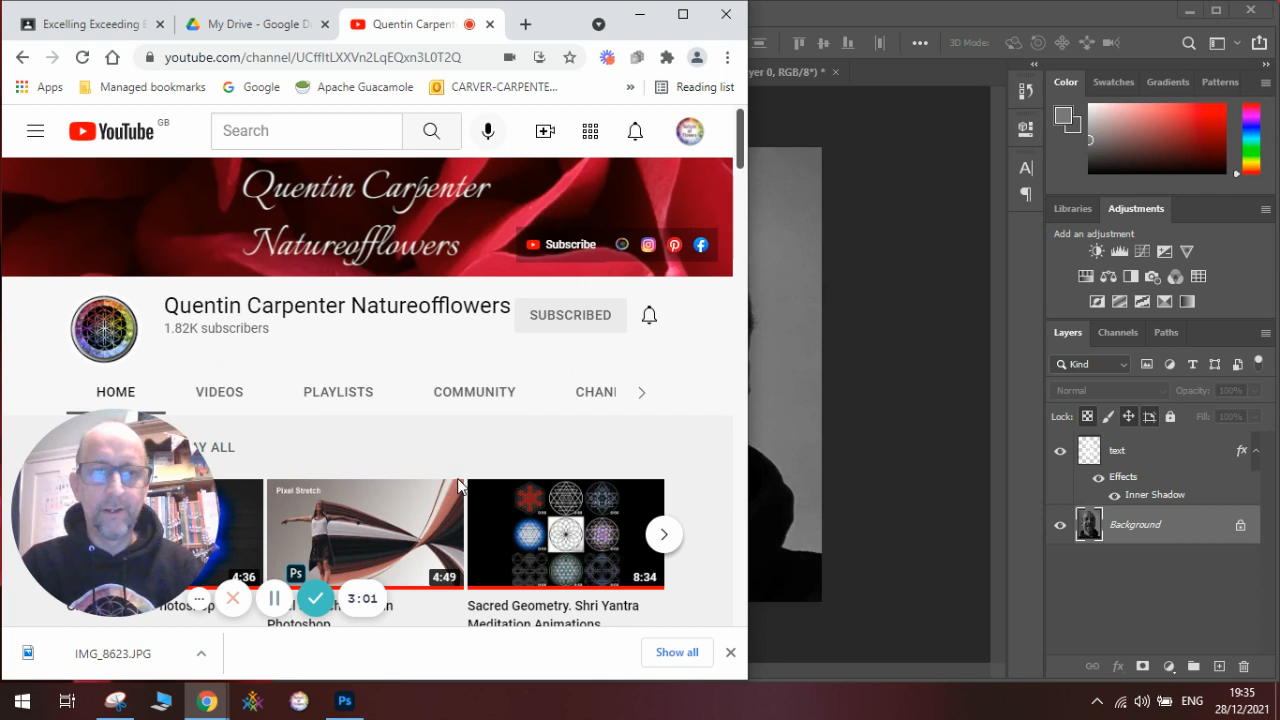 Excelling Exceeding E
My Drive - Google D
Quentin Carpent
youtube.com/channel/UCffItLXXVn2LqEQxn3L0T2Q
3D Mode:
Apps
Managed bookmarks
Google
Apache Guacamole
CARVER-CARPENTE...
Reading list
yer 0, RGB/8*) *
Color
Swatches
Gradients
Patterns
YouTube GB
Search
Quentin Carpenter
Natureofflowers
Subscribe
Libraries
Adjustments
Add an adjustment
Quentin Carpenter Natureofflowers
1.82K subscribers
SUBSCRIBED
HOME
VIDEOS
PLAYLISTS
COMMUNITY
CHANI
Layers
Channels
Paths
Kind
Normal
Opacity: 100%
Lock:
Fill: 100%
AY ALL
text
fx
Effects
Inner Shadow
Background
Pixel Stretch
Ps
4:36
4:49
8:34
3:01
Sacred Geometry. Shri Yantra
Meditation Animations
Photoshop
IMG_8623.JPG
Show all
fx
Ps
ENG
19:35
28/12/2021